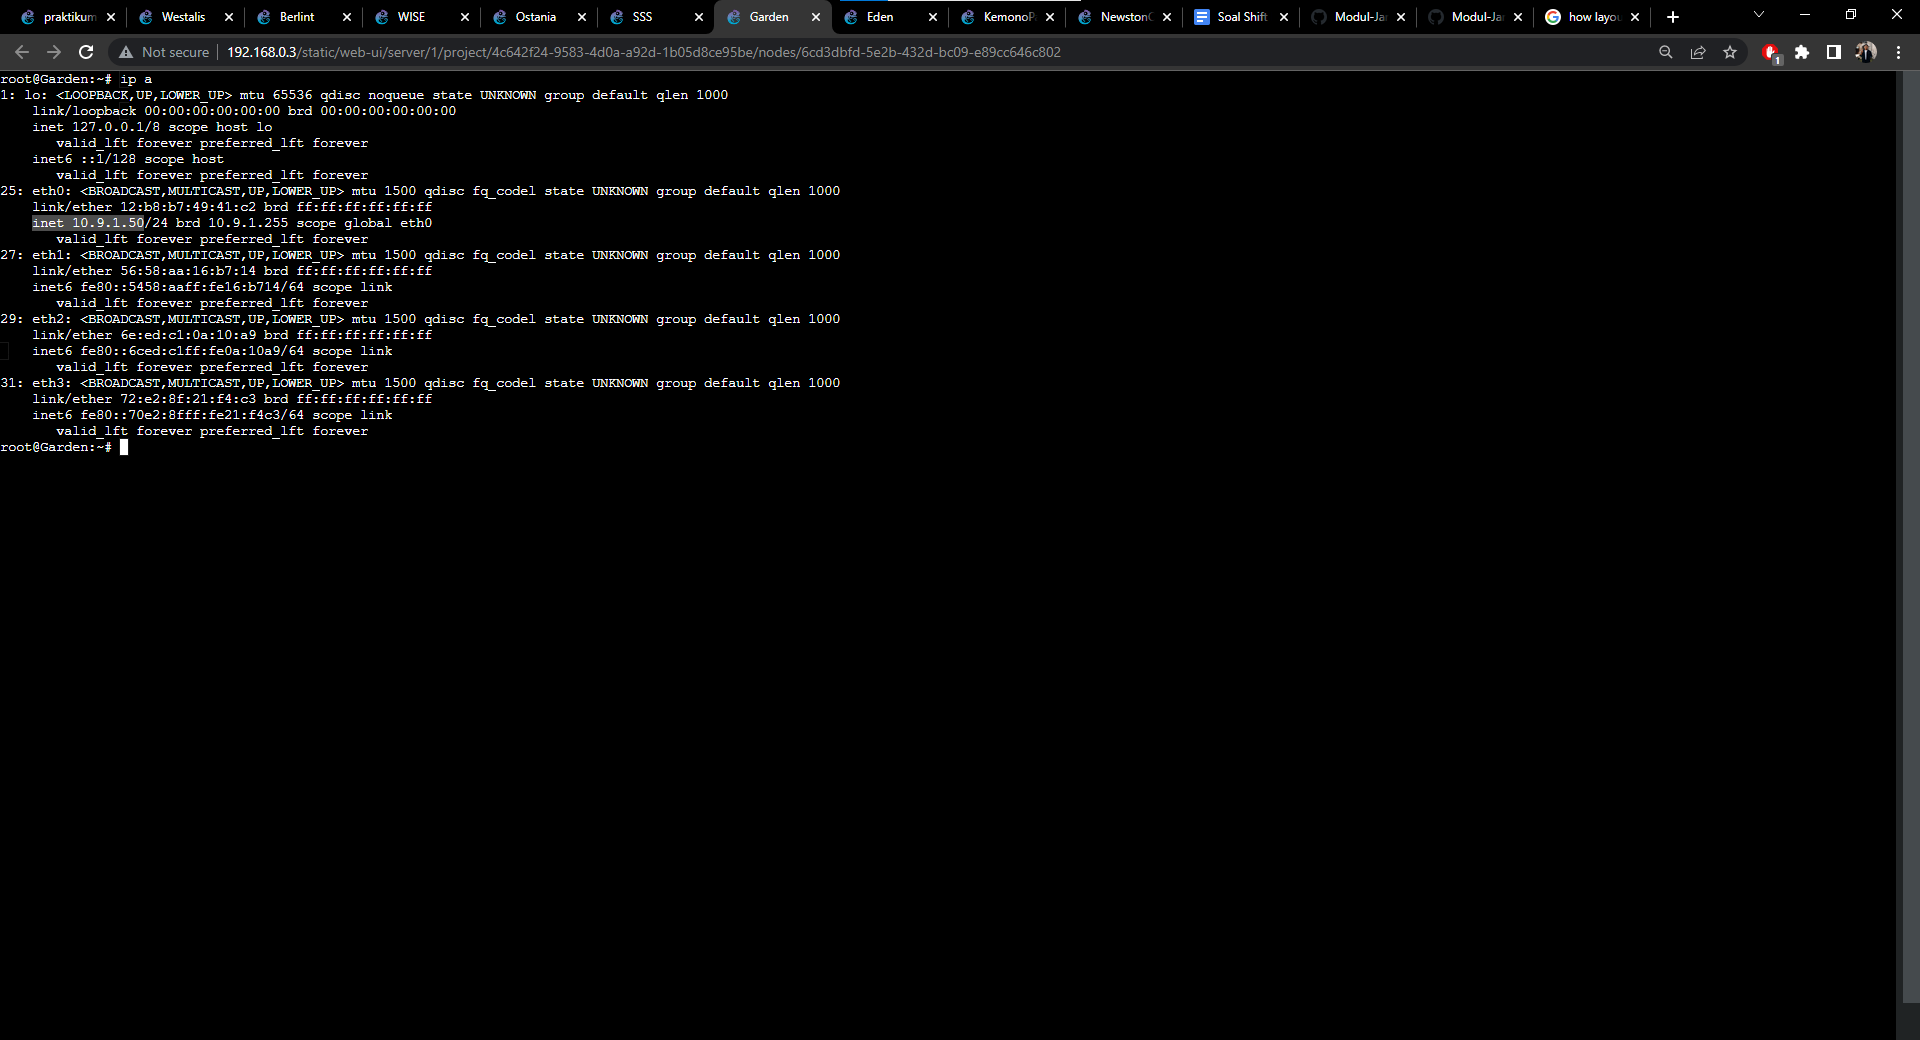 praktikum
Westalis
Berlint
WISE
Ostania
SSS
Garden
Eden
KemonoP
NewstonC
Soal Shift
Modul-Ja
Modul-Ja
how layou
Not secure
192.168.0.3/static/web-ui/server/1/project/4c642f24-9583-4d0a-a92d-1b05d8ce95be/nodes/6cd3dbfd-5e2b-432d-bc09-e89cc646c802
1
root@Garden:~# ip a
1: lo: <LOOPBACK,UP,LOWER_UP> mtu 65536 qdisc noqueue state UNKNOWN group default qlen 1000
link/loopback 00:00:00:00:00:00 brd 00:00:00:00:00:00
inet 127.0.0.1/8 scope host lo
valid_lft forever preferred_lft forever
inet6 ::1/128 scope host
valid_lft forever preferred_lft forever
25: eth0: <BROADCAST,MULTICAST,UP,LOWER_UP> mtu 1500 qdisc fq_codel state UNKNOWN group default qlen 1000
link/ether 12:b8:b7:49:41:c2 brd ff:ff:ff:ff:ff:ff
inet 10.9.1.50/24 brd 10.9.1.255 scope global eth0
valid_lft forever preferred_lft forever
27: eth1: <BROADCAST,MULTICAST,UP,LOWER_UP> mtu 1500 qdisc fq_codel state UNKNOWN group default qlen 1000
link/ether 56:58:aa:16:b7:14 brd ff:ff:ff:ff:ff:ff
inet6 fe80::5458:aaff:fe16:b714/64 scope link
valid_lft forever preferred_lft forever
29: eth2: <BROADCAST,MULTICAST,UP,LOWER_UP> mtu 1500 qdisc fq_codel state UNKNOWN group default qlen 1000
link/ether 6e:ed:c1:0a:10:a9 brd ff:ff:ff:ff:ff:ff
inet6 fe80::6ced:c1ff:fe0a:10a9/64 scope link
valid_lft forever preferred_lft forever
31: eth3: <BROADCAST,MULTICAST,UP,LOWER_UP> mtu 1500 qdisc fq_codel state UNKNOWN group default qlen 1000
link/ether 72:e2:8f:21:f4:c3 brd ff:ff:ff:ff:ff:ff
inet6 fe80::70e2:8fff:fe21:f4c3/64 scope link
valid_lft forever preferred_lft forever
root@Garden:~#